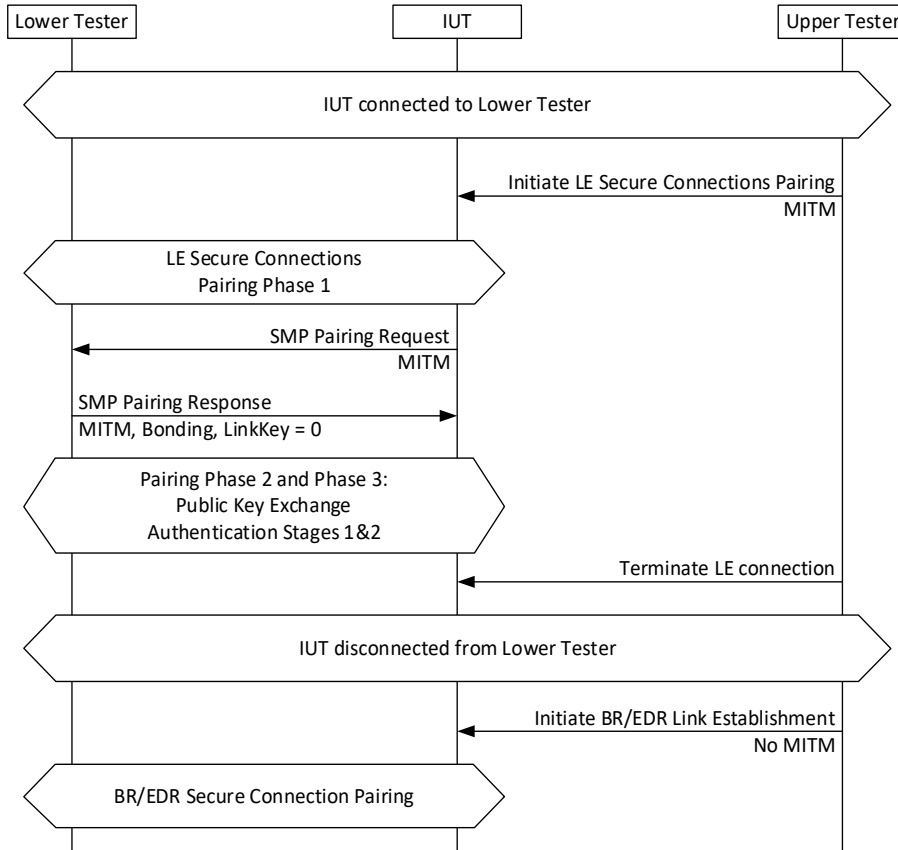 Lower Tester
IUT
Upper Tester
IUT connected to Lower Tester
Initiate LE Secure Connections Pairing
MITM
LE Secure Connections
Pairing Phase 1
SMP Pairing Request
MITM
SMP Pairing Response
MITM, Bonding, LinkKey = 0
Pairing Phase 2 and Phase 3:
Public Key Exchange
Authentication Stages 1&2
Terminate LE connection
IUT disconnected from Lower Tester
Initiate BR/EDR Link Establishment
No MITM
BR/EDR Secure Connection Pairing